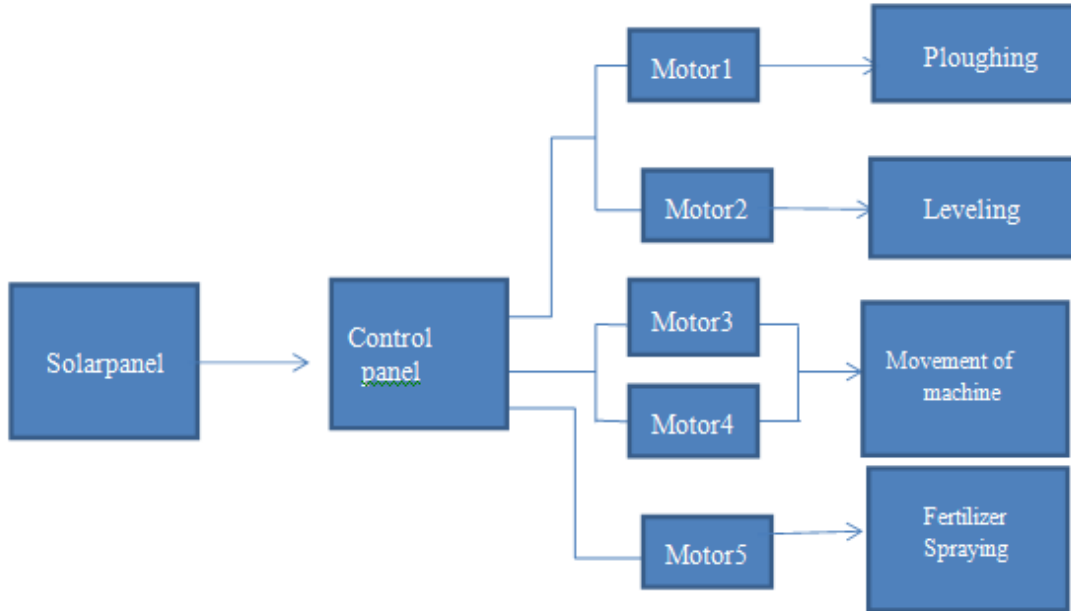 Solarpanel
Control
panel
Motor1
Ploughing
Motor2
Leveling
Motor3
Motor4
Movement of
machine
Motor5
Fertilizer
Spraying